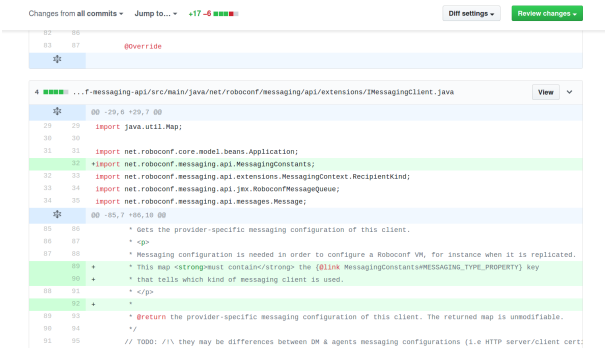 Changes from all commits ▾ Jump to... ▾ +17 −6
Diff settings ▾ Review changes ▾
82 86
83 87 @Override
4 ...f-messaging-api/src/main/java/net/roboconf/messaging/api/extensions/IMessagingClient.java View
@@ -29,6 +29,7 @@
29 29 import java.util.Map;
30 30
31 31 import net.roboconf.core.model.beans.Application;
32 +import net.roboconf.messaging.api.MessagingConstants;
32 33 import net.roboconf.messaging.api.extensions.MessagingContext.RecipientKind;
33 34 import net.roboconf.messaging.api.jmx.RoboconfMessageQueue;
34 35 import net.roboconf.messaging.api.messages.Message;
@@ -85,7 +86,10 @@
85 86 * Gets the provider-specific messaging configuration of this client.
86 87 * <p>
87 88 * Messaging configuration is needed in order to configure a Roboconf VM, for instance when it is replicated.
89 + * This map <strong>must contain</strong> the {@link MessagingConstants#MESSAGING_TYPE_PROPERTY} key
90 + * that tells which kind of messaging client is used.
88 91 * </p>
92 + *
89 93 * @return the provider-specific messaging configuration of this client. The returned map is unmodifiable.
90 94 */
91 95 // TODO: /!\ they may be differences between DM & agents messaging configurations (i.e HTTP server/client cert